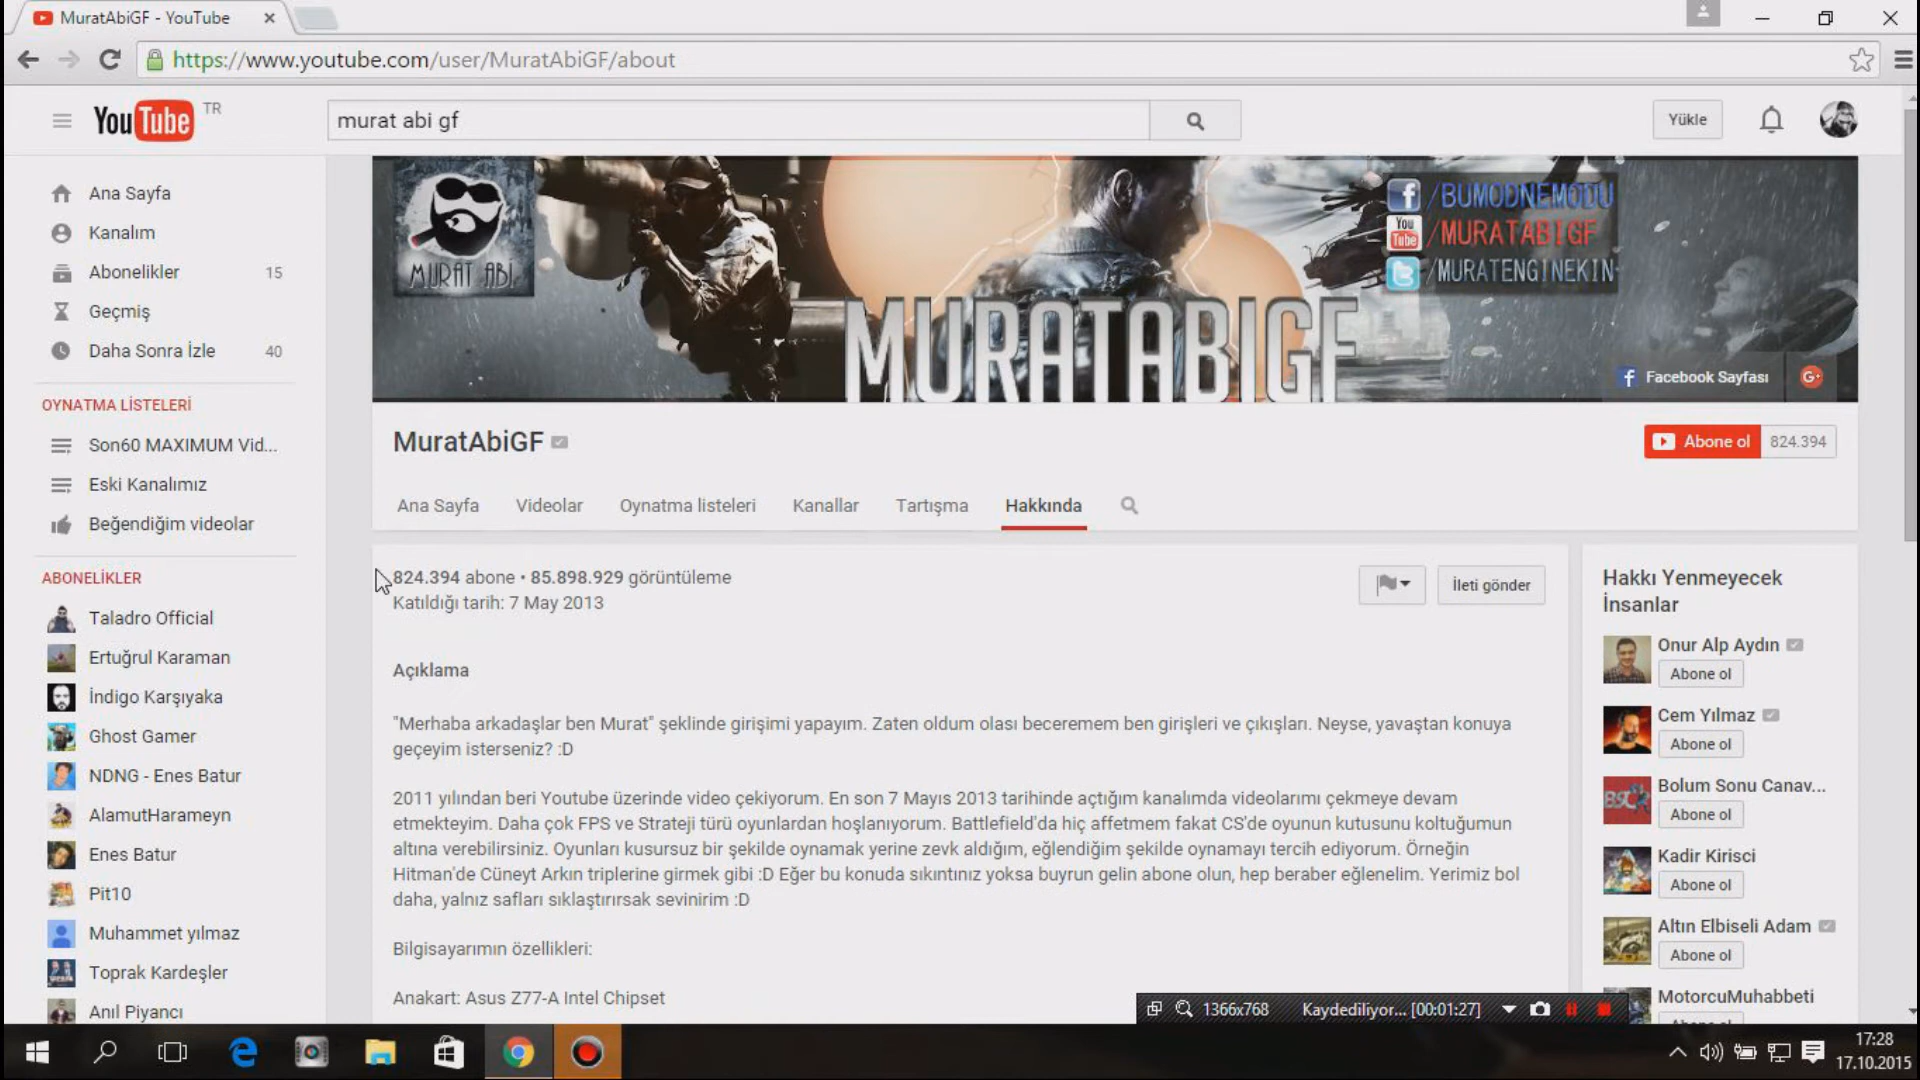 MuratAbiGF - YouTube
https://www.youtube.com/user/MuratAbiGF/about
YouTube TR
murat abi gf
Yükle
Ana Sayfa
Kanalım
Abonelikler 15
Geçmiş
Daha Sonra İzle 40
OYNATMA LİSTELERİ
Son60 MAXIMUM Vid...
Eski Kanalımız
Beğendiğim videolar
ABONELİKLER
Taladro Official
Ertuğrul Karaman
İndigo Karşıyaka
Ghost Gamer
NDNG - Enes Batur
AlamutHarameyn
Enes Batur
Pit10
Muhammet yılmaz
Toprak Kardeşler
Anıl Piyancı
MURAT ABİ
MURATABIGF
/BUMODNEMODU
You Tube /MURATABIGF
/MURATENGINEKIN
Facebook Sayfası
MuratAbiGF
Abone ol 824.394
Ana Sayfa Videolar Oynatma listeleri Kanallar Tartışma Hakkında
824.394 abone • 85.898.929 görüntüleme
Katıldığı tarih: 7 May 2013
İleti gönder
Açıklama
"Merhaba arkadaşlar ben Murat" şeklinde girişimi yapayım. Zaten oldum olası beceremem ben girişleri ve çıkışları. Neyse, yavaştan konuya
geçeyim isterseniz? :D
2011 yılından beri Youtube üzerinde video çekiyorum. En son 7 Mayıs 2013 tarihinde açtığım kanalımda videolarımı çekmeye devam
etmekteyim. Daha çok FPS ve Strateji türü oyunlardan hoşlanıyorum. Battlefield'da hiç affetmem fakat CS'de oyunun kutusunu koltuğumun
altına verebilirsiniz. Oyunları kusursuz bir şekilde oynamak yerine zevk aldığım, eğlendiğim şekilde oynamayı tercih ediyorum. Örneğin
Hitman'de Cüneyt Arkın triplerine girmek gibi :D Eğer bu konuda sıkıntınız yoksa buyrun gelin abone olun, hep beraber eğlenelim. Yerimiz bol
daha, yalnız safları sıklaştırırsak sevinirim :D
Bilgisayarımın özellikleri:
Anakart: Asus Z77-A Intel Chipset
Hakkı Yenmeyecek
İnsanlar
Onur Alp Aydın
Abone ol
Cem Yılmaz
Abone ol
Bolum Sonu Canav...
Abone ol
Kadir Kirisci
Abone ol
Altın Elbiseli Adam
Abone ol
MotorcuMuhabbeti
1366x768 Kaydediliyor... [00:01:27]
17:28
17.10.2015